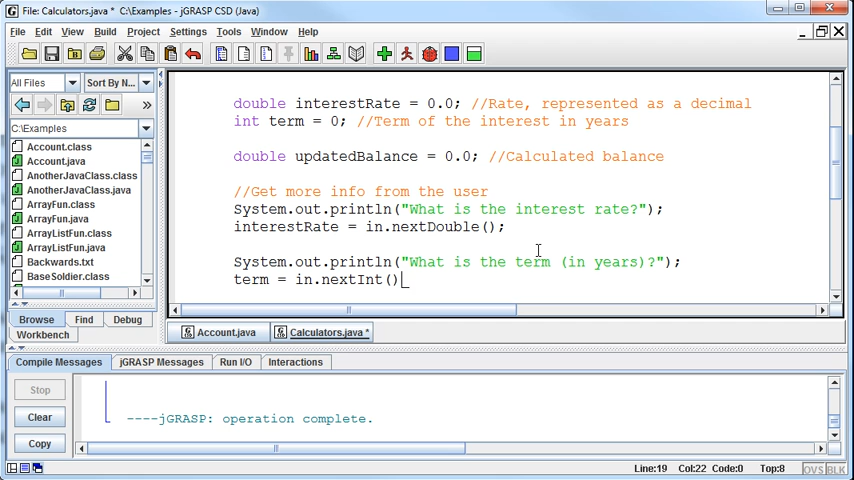 File: Calculators.java * C:\Examples - jGRASP CSD (Java)
File Edit View Build Project Settings Tools Window Help
All Files Sort By N...
C:\Examples
Account.class
Account.java
AnotherJavaClass.class
AnotherJavaClass.java
ArrayFun.class
ArrayFun.java
ArrayListFun.class
ArrayListFun.java
Backwards.txt
BaseSoldier.class
Browse Find Debug
Workbench
double interestRate = 0.0; //Rate, represented as a decimal
int term = 0; //Term of the interest in years
double updatedBalance = 0.0; //Calculated balance
//Get more info from the user
System.out.println("What is the interest rate?");
interestRate = in.nextDouble();
System.out.println("What is the term (in years)?");
term = in.nextInt()
Account.java Calculators.java *
Compile Messages jGRASP Messages Run I/O Interactions
Stop
Clear
Copy
----jGRASP: operation complete.
Line:19 Col:22 Code:0 Top:8 OVS BLK